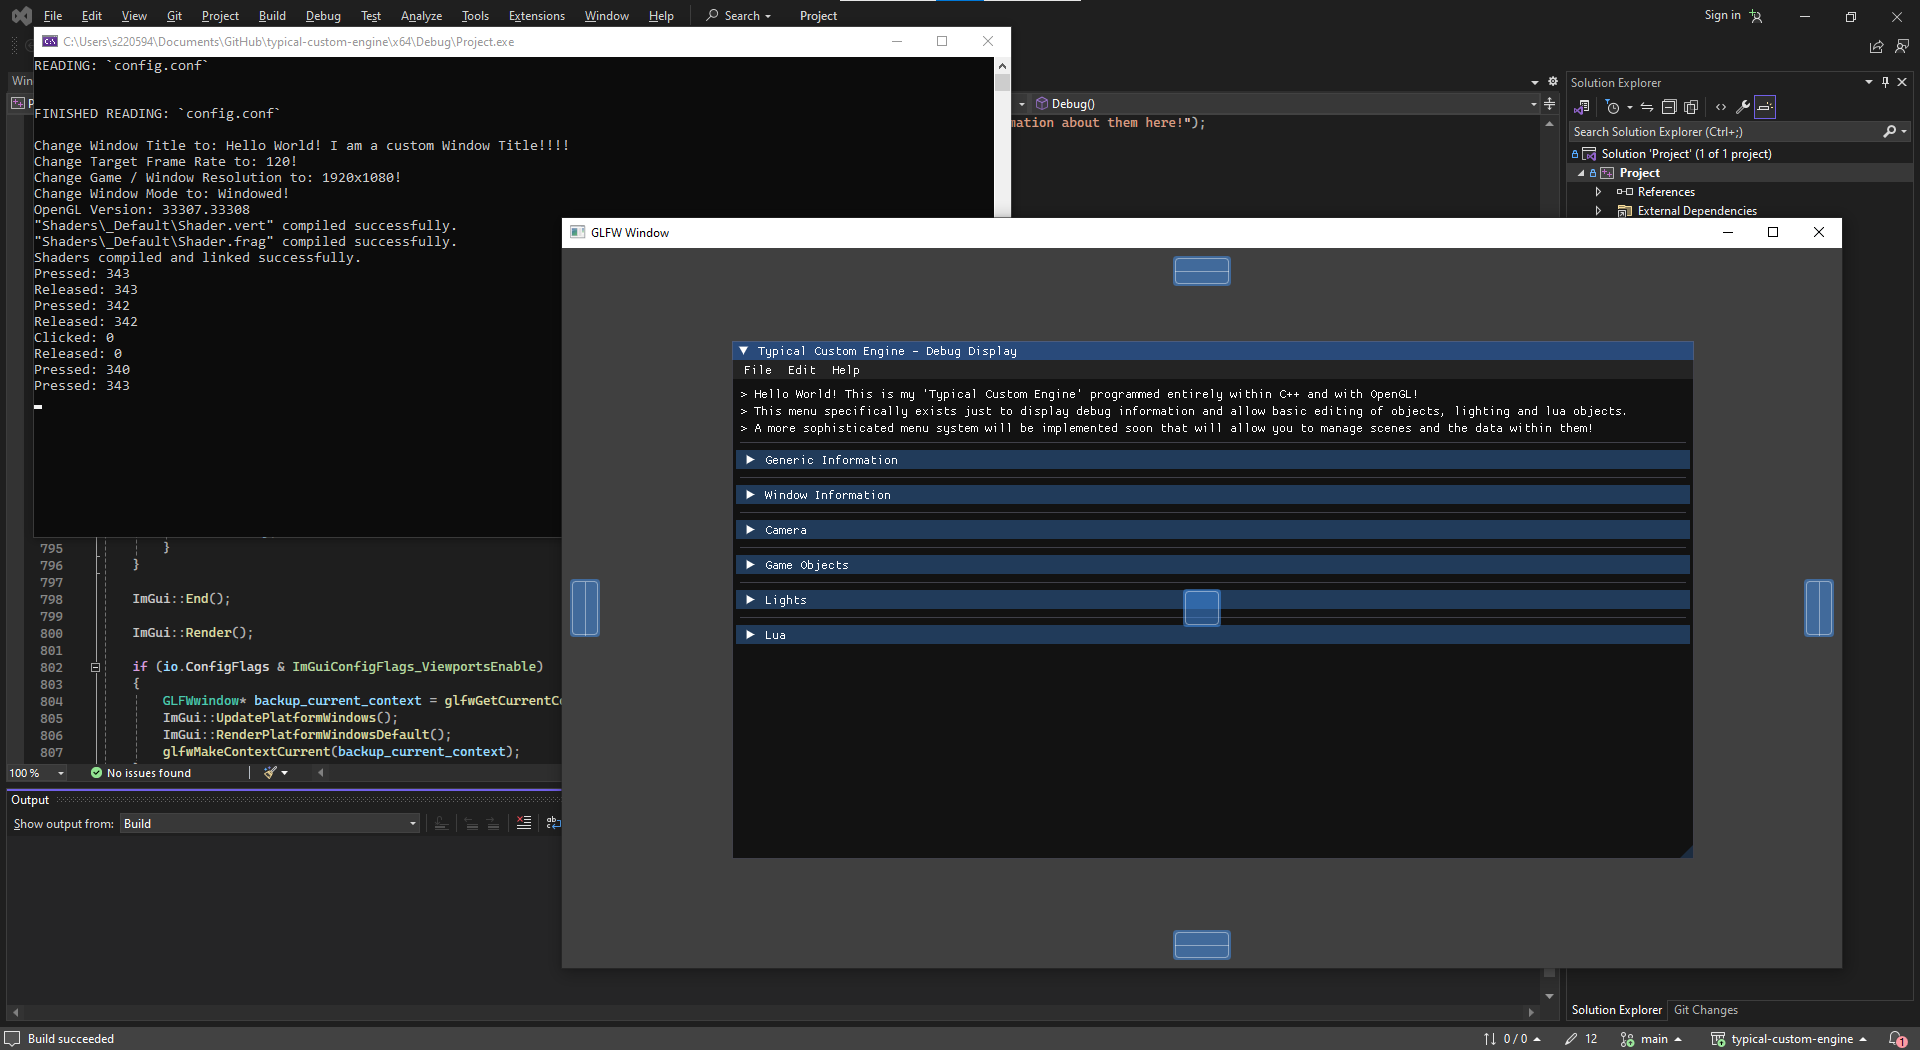 File Edit View Git Project Build Debug Test Analyze Tools Extensions Window Help Search Project Sign in
C:\Users\s220594\Documents\GitHub\typical-custom-engine\x64\Debug\Project.exe
READING: `config.conf`
FINISHED READING: `config.conf`
Change Window Title to: Hello World! I am a custom Window Title!!!!
Change Target Frame Rate to: 120!
Change Game / Window Resolution to: 1920x1080!
Change Window Mode to: Windowed!
OpenGL Version: 33307.33308
"Shaders\_Default\Shader.vert" compiled successfully.
"Shaders\_Default\Shader.frag" compiled successfully.
Shaders compiled and linked successfully.
Pressed: 343
Released: 343
Pressed: 342
Released: 342
Clicked: 0
Released: 0
Pressed: 340
Pressed: 343
Win
P
Debug()
mation about them here!");
Solution Explorer
Search Solution Explorer (Ctrl+;)
Solution 'Project' (1 of 1 project)
Project
References
External Dependencies
GLFW Window
Typical Custom Engine - Debug Display
File Edit Help
> Hello World! This is my 'Typical Custom Engine' programmed entirely within C++ and with OpenGL!
> This menu specifically exists just to display debug information and allow basic editing of objects, lighting and lua objects.
> A more sophisticated menu system will be implemented soon that will allow you to manage scenes and the data within them!
Generic Information
Window Information
Camera
Game Objects
Lights
Lua
795 }
796 }
797
798 ImGui::End();
799
800 ImGui::Render();
801
802 if (io.ConfigFlags & ImGuiConfigFlags_ViewportsEnable)
803 {
804 GLFWwindow* backup_current_context = glfwGetCurrentCo
805 ImGui::UpdatePlatformWindows();
806 ImGui::RenderPlatformWindowsDefault();
807 glfwMakeContextCurrent(backup_current_context);
100 % No issues found
Output
Show output from: Build
Solution Explorer Git Changes
Build succeeded 0 / 0 12 main typical-custom-engine 1